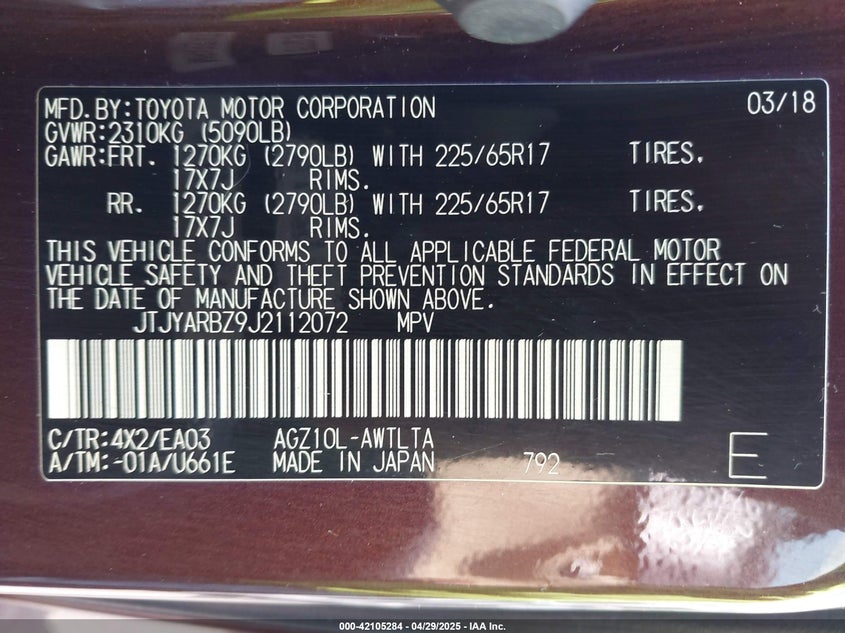 MFD.BY:TOYOTA MOTOR CORPORATION 03/18
GVWR:2310KG (5090LB)
GAWR:FRT. 1270KG (2790LB) WITH 225/65R17 TIRES.
17X7J RIMS.
RR. 1270KG (2790LB) WITH 225/65R17 TIRES.
17X7J RIMS.
THIS VEHICLE CONFORMS TO ALL APPLICABLE FEDERAL MOTOR
VEHICLE SAFETY AND THEFT PREVENTION STANDARDS IN EFFECT ON
THE DATE OF MANUFACTURE SHOWN ABOVE.
JTJYARBZ9J2112072 MPV
C/TR:4X2/EA03 AGZ10L-AWTLTA
A/TM:-01A/U661E MADE IN JAPAN 792 E
000-42105284 - 04/29/2025 - IAA Inc.